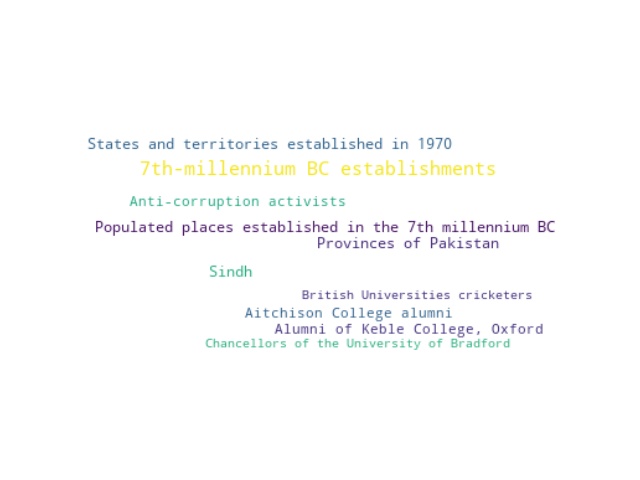 States and territories established in 1970
7th-millennium BC establishments
Anti-corruption activists
Populated places established in the 7th millennium BC
Provinces of Pakistan
Sindh
British Universities cricketers
Aitchison College alumni
Alumni of Keble College, Oxford
Chancellors of the University of Bradford